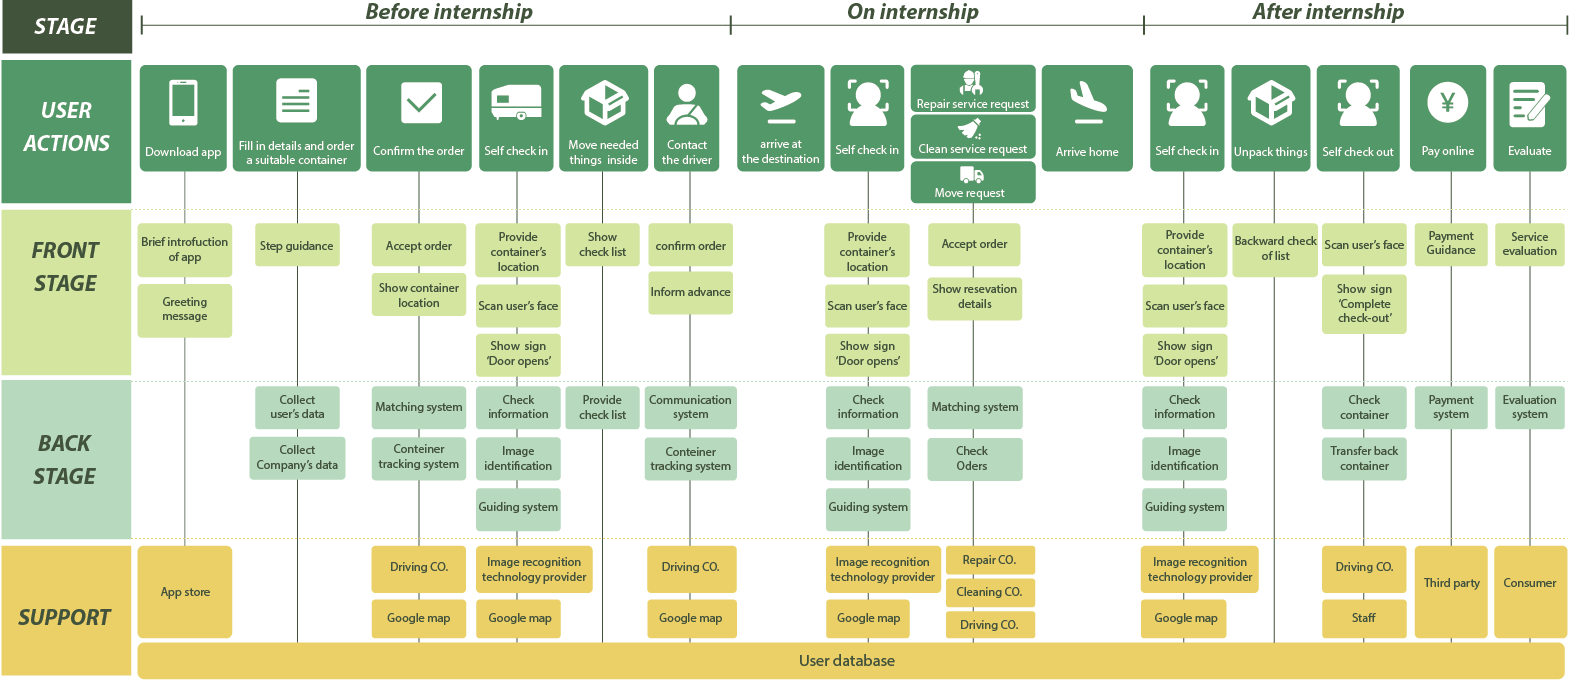 STAGE
Before internship
On internship
After internship
USER
ACTIONS
Download app
Fill in details and order
a suitable container
Confirm the order
Self check in
Move needed
things inside
Contact
the driver
arrive at
the destination
Self check in
Repair service request
Clean service request
Move request
Arrive home
Self check in
Unpack things
Self check out
¥
Pay online
Evaluate
FRONT
STAGE
Brief introfuction
of app
Greeting
message
Step guidance
Accept order
Show container
location
Provide
container's
location
Scan user's face
Show sign
'Door opens'
Show
check list
confirm order
Inform advance
Provide
container's
location
Scan user's face
Show sign
'Door opens'
Accept order
Show resevation
details
Provide
container's
location
Scan user's face
Show sign
'Door opens'
Backward check
of list
Scan user's face
Show sign
'Complete
check-out'
Payment
Guidance
Service
evaluation
BACK
STAGE
Collect
user's data
Collect
Company's data
Matching system
Conteiner
tracking system
Check
information
Image
identification
Guiding system
Provide
check list
Communication
system
Conteiner
tracking system
Check
information
Image
identification
Guiding system
Matching system
Check
Oders
Check
information
Image
identification
Guiding system
Check
container
Transfer back
container
Payment
system
Evaluation
system
SUPPORT
App store
Driving CO.
Google map
Image recognition
technology provider
Google map
Driving CO.
Google map
Image recognition
technology provider
Google map
Repair CO.
Cleaning CO.
Driving CO.
Image recognition
technology provider
Google map
Driving CO.
Staff
Third party
Consumer
User database